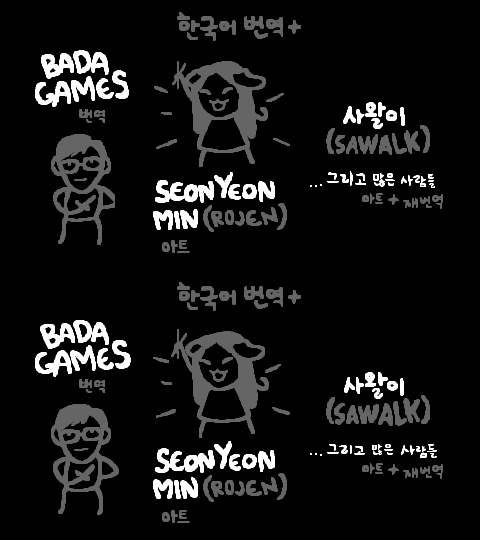 한국어 번역+
BADA
GAMES
번역
SEONYEON
MIN (ROJEN)
아트
사왈이
(SAWALK)
...그리고 많은 사람들
아트 + 재번역
한국어 번역+
BADA
GAMES
번역
SEONYEON
MIN (ROJEN)
아트
사왈이
(SAWALK)
...그리고 많은 사람들
아트 + 재번역